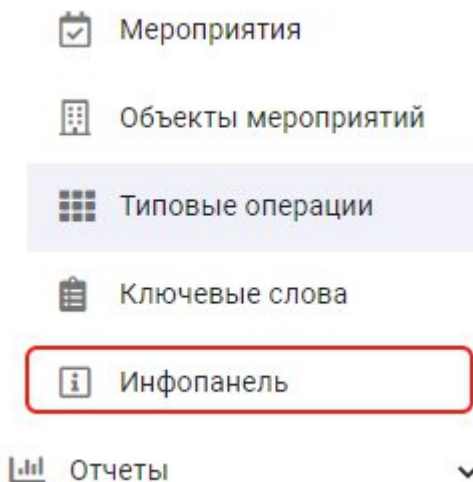 Мероприятия
Объекты мероприятий
Типовые операции
Ключевые слова
Инфопанель
Отчеты